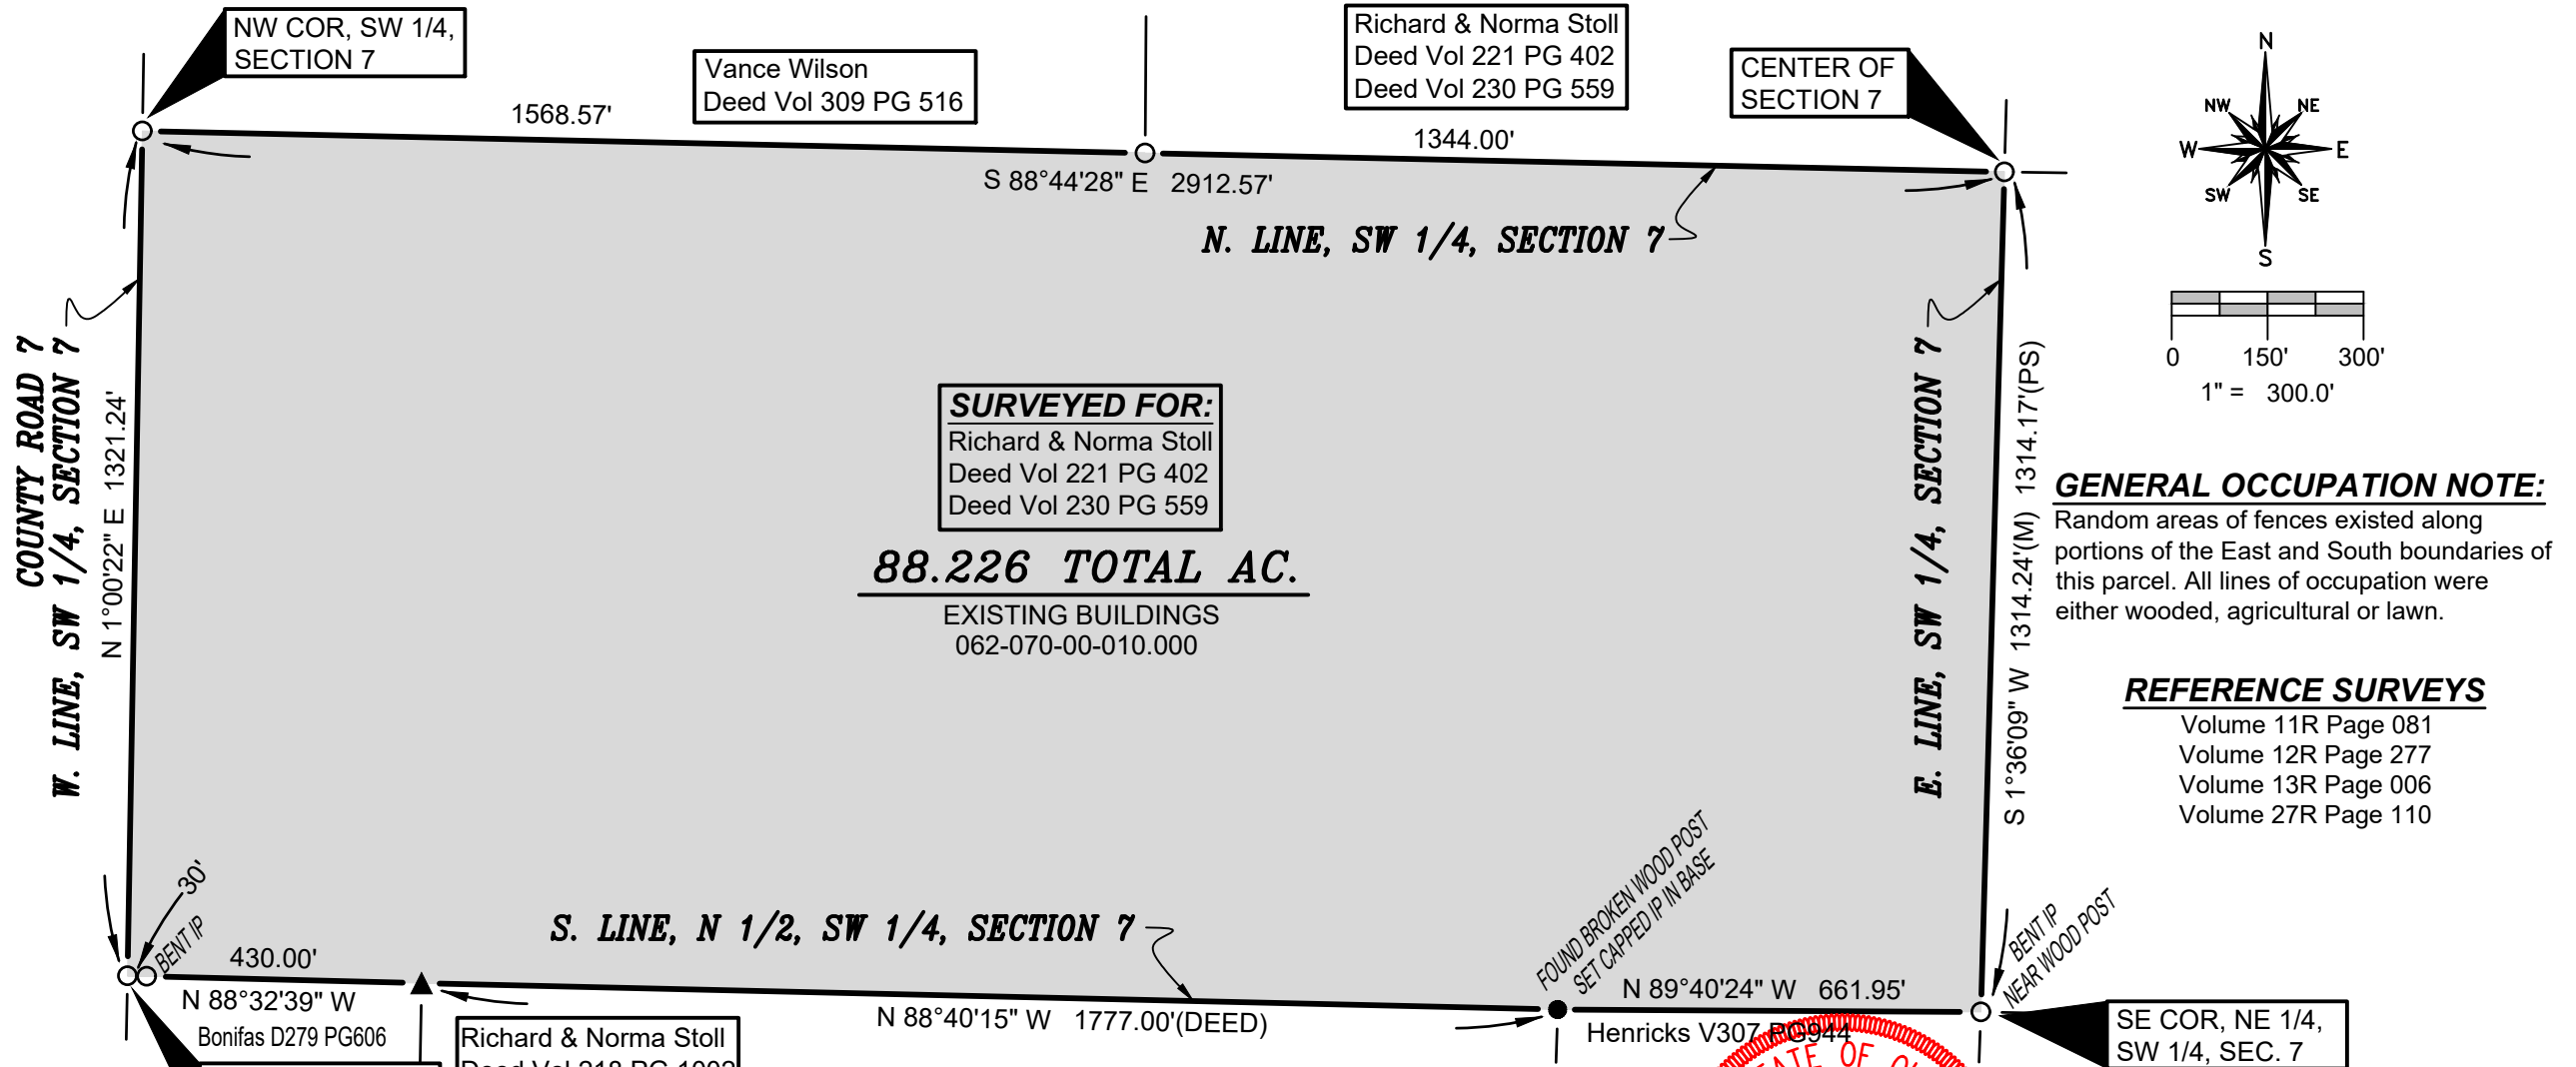 NW COR, SW 1/4,
SECTION 7
Vance Wilson
Deed Vol 309 PG 516
Richard & Norma Stoll
Deed Vol 221 PG 402
Deed Vol 230 PG 559
CENTER OF
SECTION 7
1568.57'
1344.00'
S 88°44'28" E 2912.57'
N. LINE, SW 1/4, SECTION 7
N
NW
NE
W
E
SW
SE
S
0 150' 300'
1" = 300.0'
COUNTY ROAD 7
W. LINE, SW 1/4, SECTION 7
N 1°00'22" E 1321.24'
SURVEYED FOR:
Richard & Norma Stoll
Deed Vol 221 PG 402
Deed Vol 230 PG 559
88.226 TOTAL AC.
EXISTING BUILDINGS
062-070-00-010.000
E. LINE, SW 1/4, SECTION 7
S 1°36'09" W 1314.24'(M) 1314.17'(PS)
GENERAL OCCUPATION NOTE:
Random areas of fences existed along
portions of the East and South boundaries of
this parcel. All lines of occupation were
either wooded, agricultural or lawn.
REFERENCE SURVEYS
Volume 11R Page 081
Volume 12R Page 277
Volume 13R Page 006
Volume 27R Page 110
30'
BENT IP
430.00'
N 88°32'39" W
Bonifas D279 PG606
S. LINE, N 1/2, SW 1/4, SECTION 7
N 88°40'15" W 1777.00'(DEED)
Richard & Norma Stoll
Deed Vol 218 PG 1092
FOUND BROKEN WOOD POST
SET CAPPED IP IN BASE
N 89°40'24" W 661.95'
Henricks V307 PG944
BENT IP
NEAR WOOD POST
SE COR, NE 1/4,
SW 1/4, SEC. 7
OF